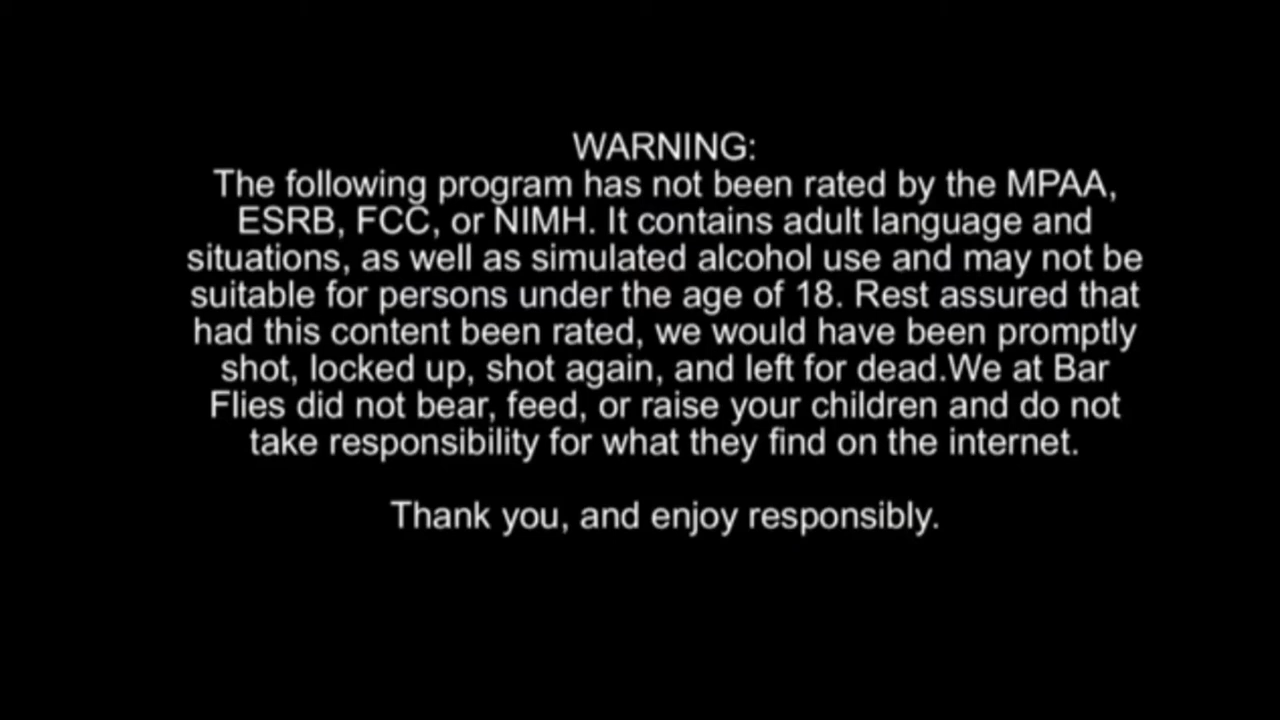 WARNING:
The following program has not been rated by the MPAA,
ESRB, FCC, or NIMH. It contains adult language and
situations, as well as simulated alcohol use and may not be
suitable for persons under the age of 18. Rest assured that
had this content been rated, we would have been promptly
shot, locked up, shot again, and left for dead.We at Bar
Flies did not bear, feed, or raise your children and do not
take responsibility for what they find on the internet.
Thank you, and enjoy responsibly.